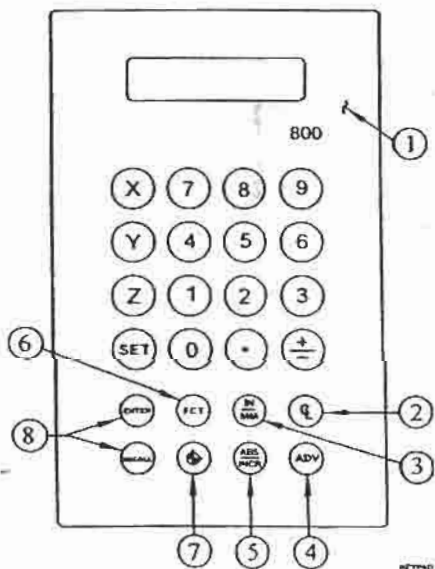 800
1
X 7 8 9
Y 4 5 6
Z 1 2 3
SET 0 . +/-
6
ENTER FCT IN/MM ℄ 2
8 3
RECALL ABS/INCR ADV
7 5 4
KEYPAD